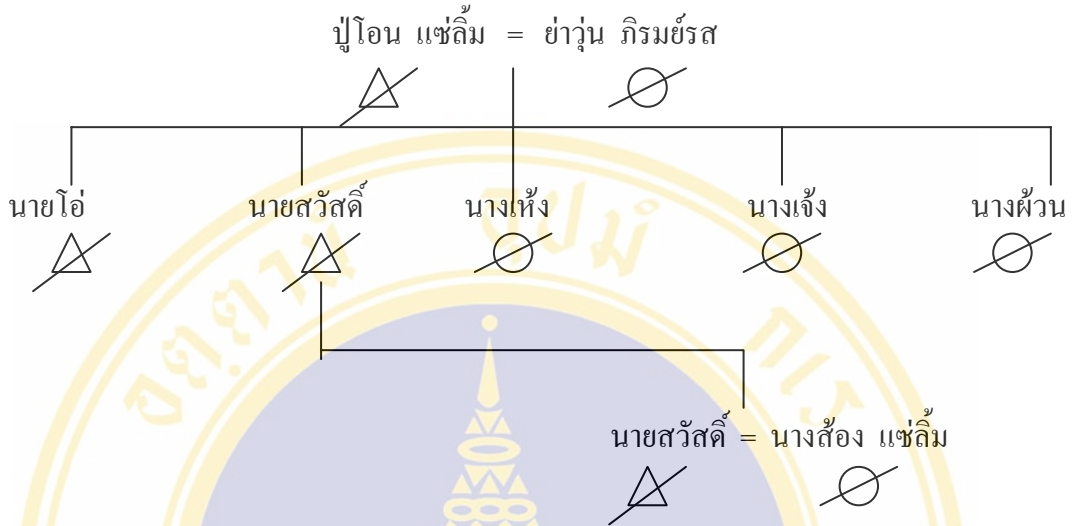 ปู่โอน แซ่ลิ้ม = ย่าวุ่น ภิรมย์รส
นายโอ่ นายสวัสดิ์ นางเห้ง นางเจ้ง นางผ้วน
นายสวัสดิ์ = นางส้อง แซ่ลิ้ม